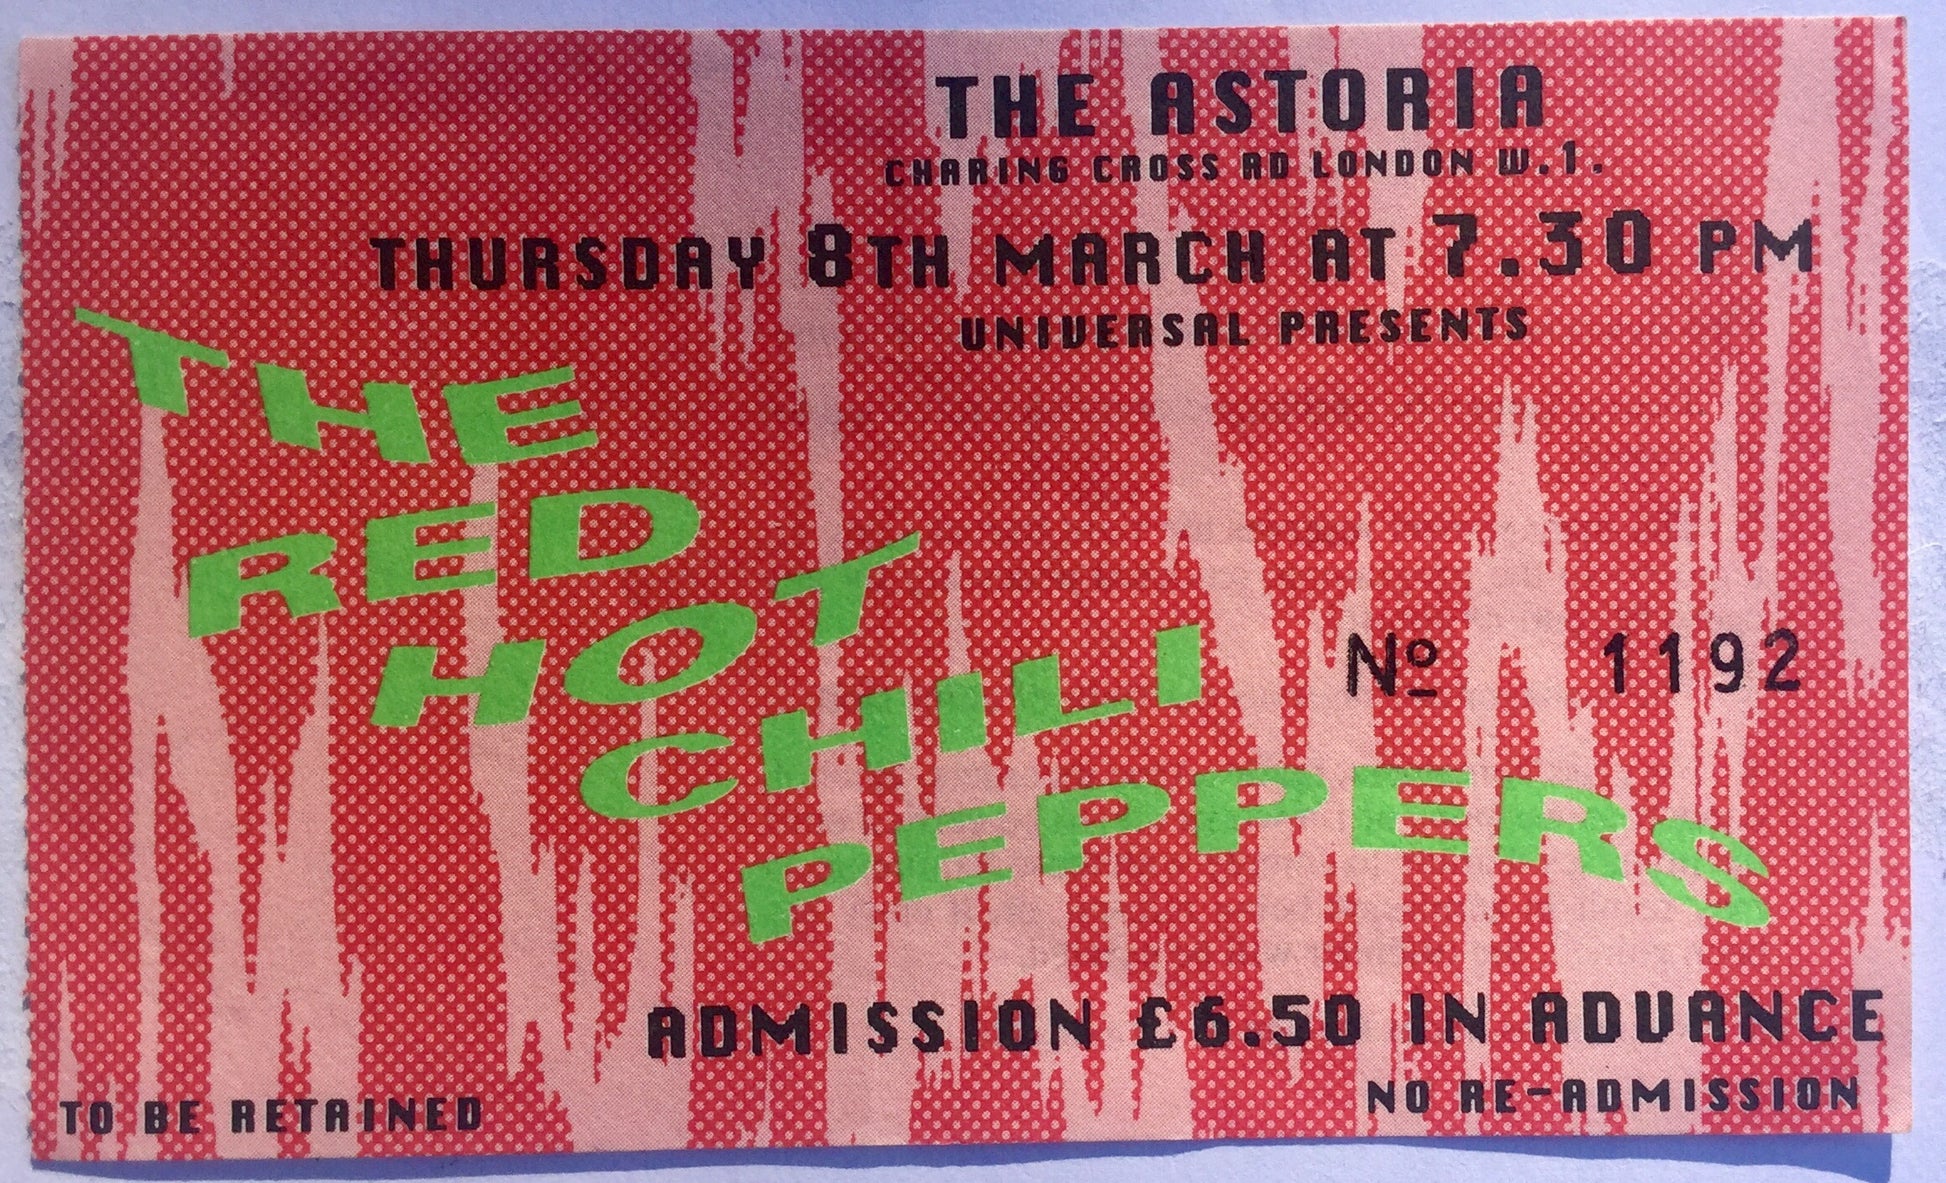 THE ASTORIA
CHARING CROSS RD LONDON W.1.
THURSDAY 8TH MARCH AT 7.30 PM
UNIVERSAL PRESENTS
THE
RED
HOT
CHILI
PEPPERS
Nº 1192
ADMISSION £6.50 IN ADVANCE
TO BE RETAINED
NO RE-ADMISSION